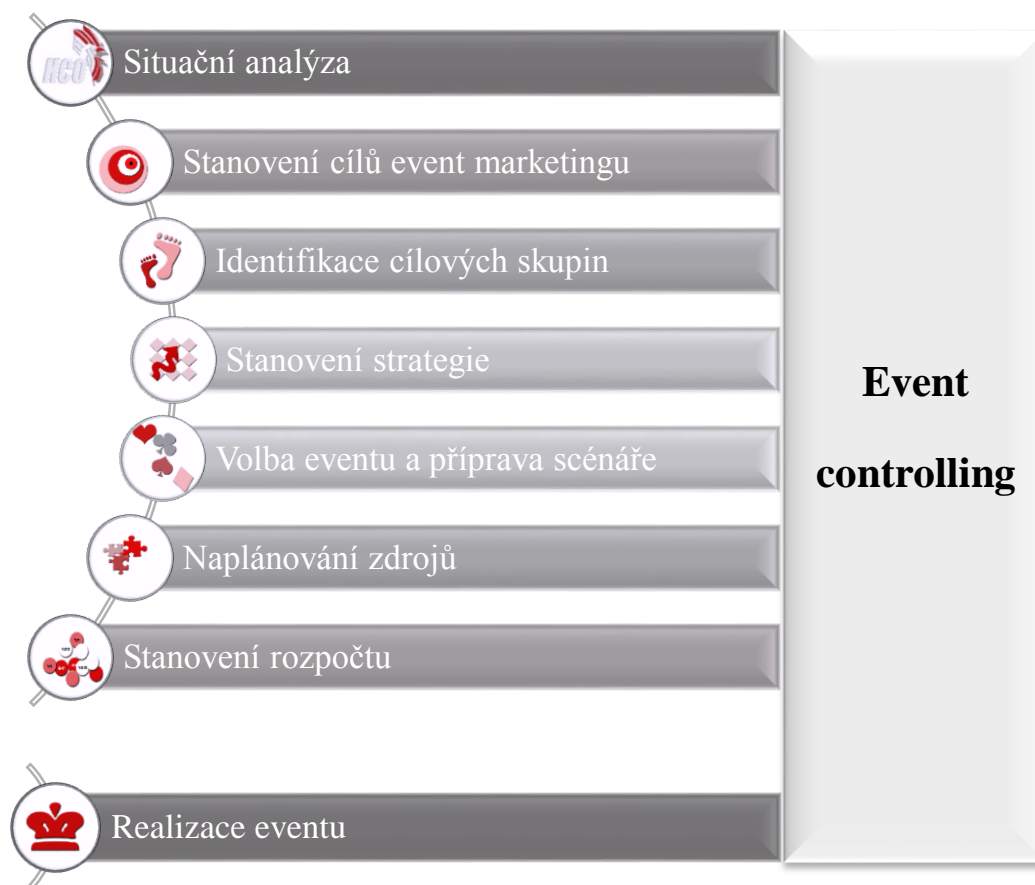 Situační analýza
Stanovení cílů event marketingu
Identifikace cílových skupin
Stanovení strategie
Volba eventu a příprava scénáře
Naplánování zdrojů
Stanovení rozpočtu
Realizace eventu
Event
controlling